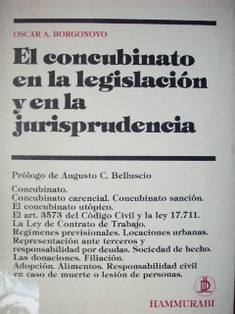 OSCAR A. BORGONOVO
El concubinato
en la legislación
y en la
jurisprudencia
Prólogo de Augusto C. Belluscio
Concubinato.
Concubinato carencial. Concubinato sanción.
El concubinato utópico.
El art. 3573 del Código Civil y la ley 17.711.
La Ley de Contrato de Trabajo.
Regímenes previsionales. Locaciones urbanas.
Representación ante terceros y
responsabilidad por deudas. Sociedad de hecho.
Las donaciones. Filiación.
Adopción. Alimentos. Responsabilidad civil
en caso de muerte o lesión de personas.
HAMMURABI